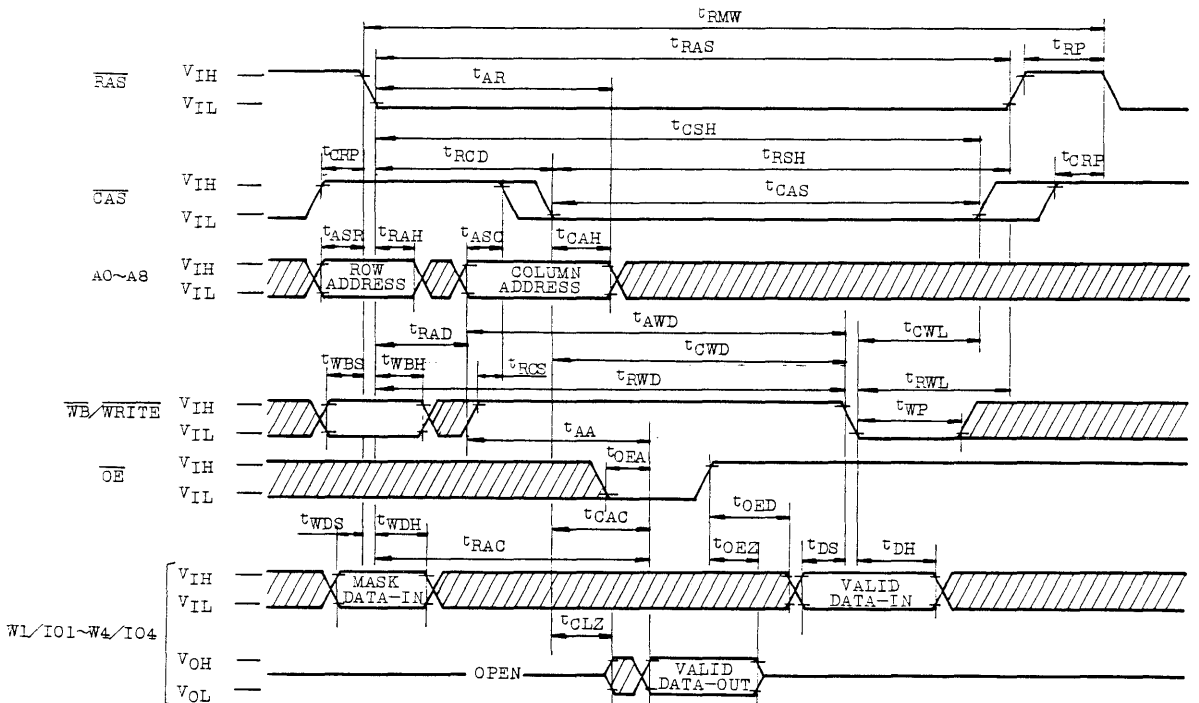 tRMW
tRAS
tRP
tAR
RAS
VIH
VIL
tCSH
tCRP
tRCD
tRSH
tCRP
CAS
VIH
VIL
tCAS
tASR
tRAH
tASC
tCAH
A0~A8
VIH
VIL
ROW ADDRESS
COLUMN ADDRESS
tAWD
tRAD
tCWL
tCWD
tWBS
tWBH
tRCS
tRWD
tRWL
WB/WRITE
VIH
VIL
tWP
tAA
OE
VIH
VIL
tOEA
tOED
tCAC
tWDS
tWDH
tRAC
tOEZ
tDS
tDH
VIH
VIL
MASK DATA-IN
VALID DATA-IN
W1/IO1~W4/IO4
tCLZ
VOH
VOL
OPEN
VALID DATA-OUT